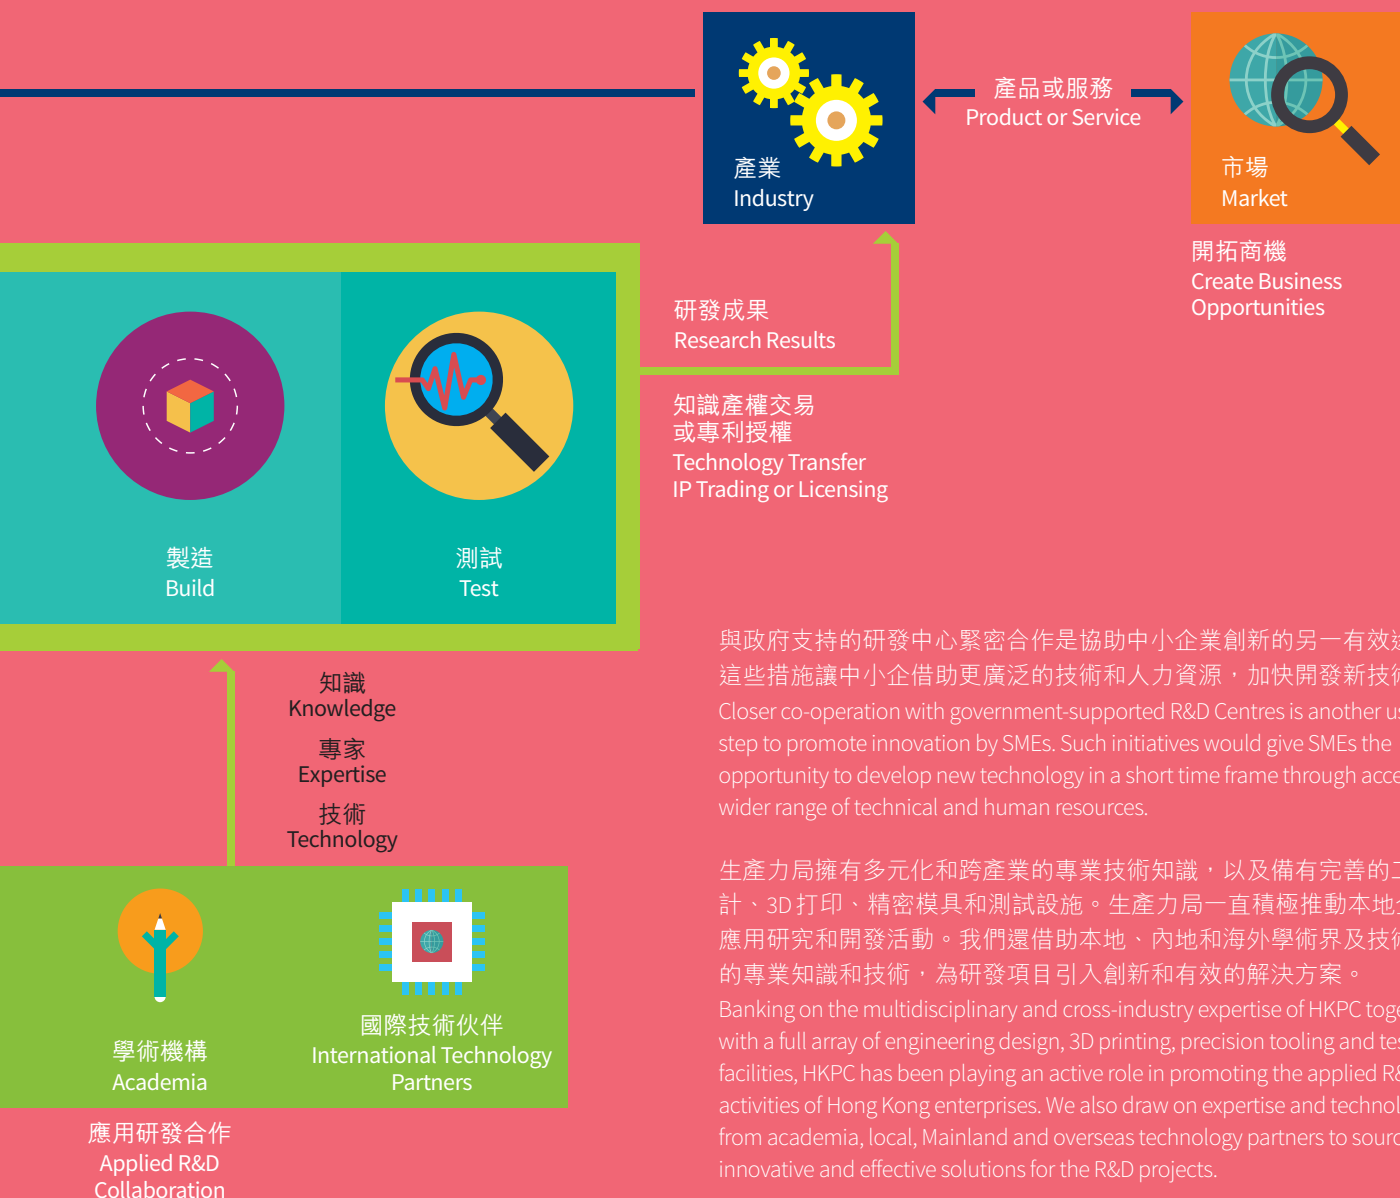 產品或服務
Product or Service
產業
Industry
市場
Market
開拓商機
Create Business
Opportunities
研發成果
Research Results
知識產權交易
或專利授權
Technology Transfer
IP Trading or Licensing
製造
Build
測試
Test
知識
Knowledge
專家
Expertise
技術
Technology
學術機構
Academia
國際技術伙伴
International Technology
Partners
應用研發合作
Applied R&D
Collaboration
與政府支持的研發中心緊密合作是協助中小企業創新的另一有效
這些措施讓中小企借助更廣泛的技術和人力資源，加快開發新技
Closer co-operation with government-supported R&D Centres is another
step to promote innovation by SMEs. Such initiatives would give SMEs the
opportunity to develop new technology in a short time frame through
wider range of technical and human resources.
生產力局擁有多元化和跨產業的專業技術知識，以及備有完善的
計、3D打印、精密模具和測試設施。生產力局一直積極推動本地
應用研究和開發活動。我們還借助本地、內地和海外學術界及技
的專業知識和技術，為研發項目引入創新和有效的解決方案。
Banking on the multidisciplinary and cross-industry expertise of HKPC
with a full array of engineering design, 3D printing, precision tooling and
facilities, HKPC has been playing an active role in promoting the applied
activities of Hong Kong enterprises. We also draw on expertise and
from academia, local, Mainland and overseas technology partners to
innovative and effective solutions for the R&D projects.